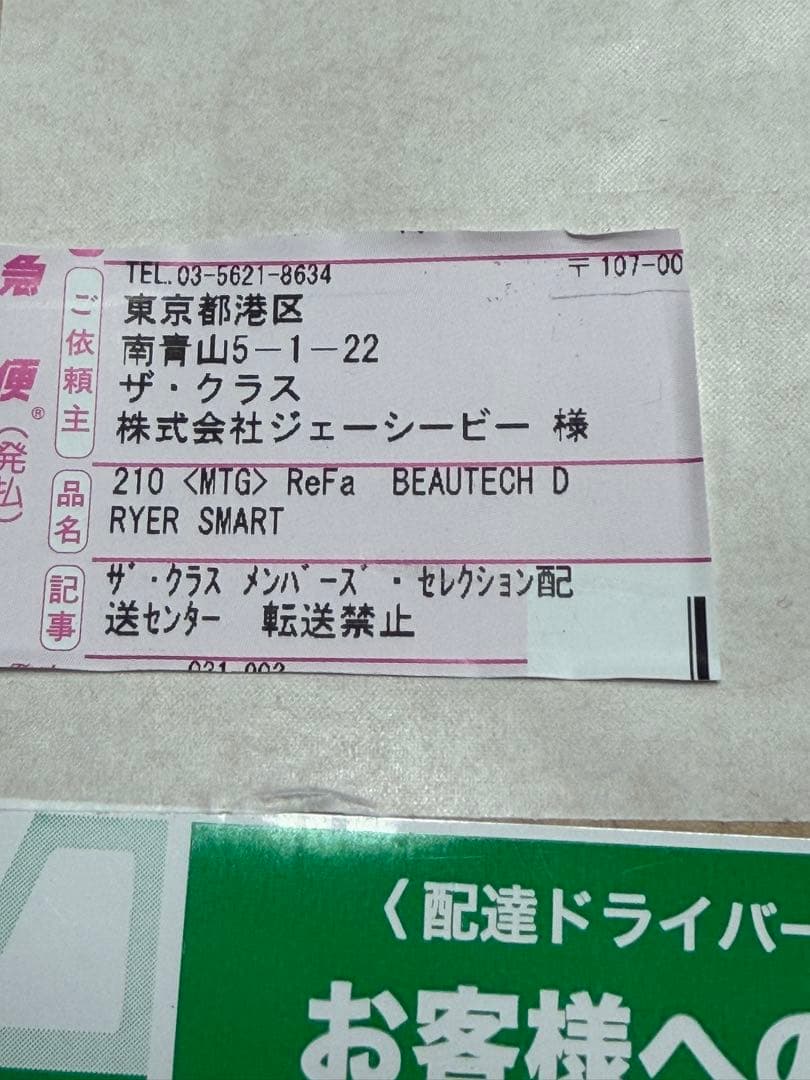 急便®(発払)
ご依頼主
TEL.03-5621-8634 〒107-00
東京都港区
南青山5-1-22
ザ・クラス
株式会社ジェーシービー 様
品名
210 <MTG> ReFa BEAUTECH D
RYER SMART
記事
ｻﾞ・ｸﾗｽ ﾒﾝﾊﾞｰｽﾞ・ｾﾚｸｼｮﾝ配
送ｾﾝﾀｰ 転送禁止
〈配達ドライバー
お客様への